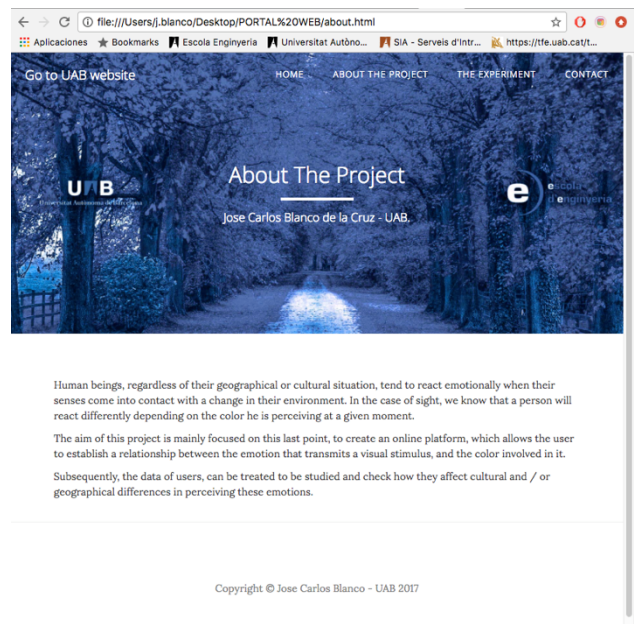 file:///Users/j.blanco/Desktop/PORTAL%20WEB/about.html
Aplicaciones Bookmarks Escola Enginyeria Universitat Autòno... SIA - Serveis d'Intr... https://tfe.uab.cat/t...
Go to UAB website HOME ABOUT THE PROJECT THE EXPERIMENT CONTACT
About The Project
UAB
Universitat Autònoma de Barcelona
e escola
d'enginyeria
Jose Carlos Blanco de la Cruz - UAB.
Human beings, regardless of their geographical or cultural situation, tend to react emotionally when their
senses come into contact with a change in their environment. In the case of sight, we know that a person will
react differently depending on the color he is perceiving at a given moment.
The aim of this project is mainly focused on this last point, to create an online platform, which allows the user
to establish a relationship between the emotion that transmits a visual stimulus, and the color involved in it.
Subsequently, the data of users, can be treated to be studied and check how they affect cultural and / or
geographical differences in perceiving these emotions.
Copyright © Jose Carlos Blanco - UAB 2017